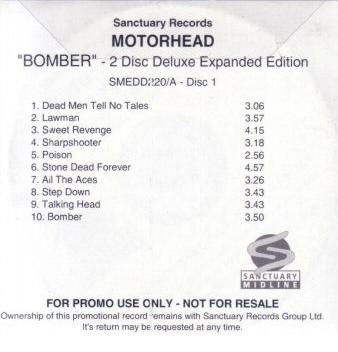 Sanctuary Records
MOTORHEAD
"BOMBER" - 2 Disc Deluxe Expanded Edition
SMEDD220/A - Disc 1
1. Dead Men Tell No Tales 3.06
2. Lawman 3.57
3. Sweet Revenge 4.15
4. Sharpshooter 3.18
5. Poison 2.56
6. Stone Dead Forever 4.57
7. Ail The Aces 3.26
8. Step Down 3.43
9. Talking Head 3.43
10. Bomber 3.50
SANCTUARY
MIDLINE
FOR PROMO USE ONLY - NOT FOR RESALE
Ownership of this promotional record remains with Sanctuary Records Group Ltd.
It's return may be requested at any time.